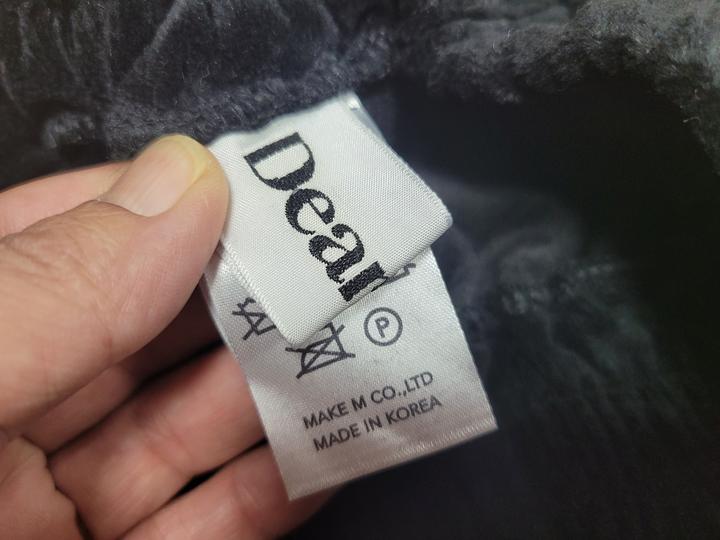 Dear
P
MAKE M CO.,LTD
MADE IN KOREA